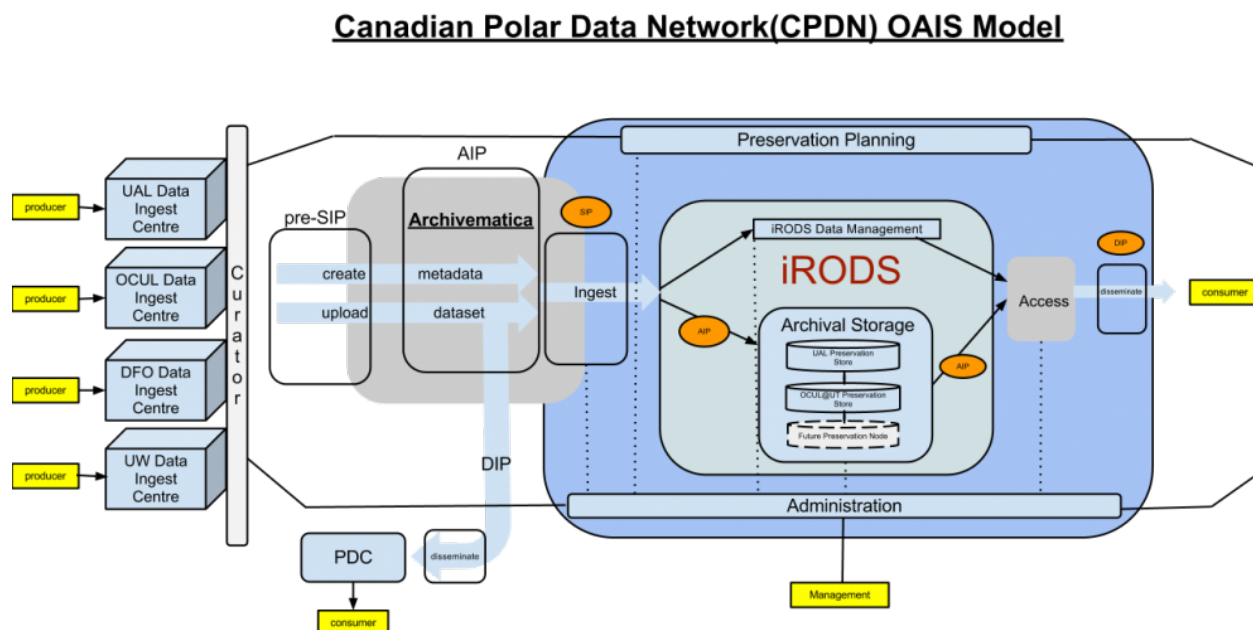 Canadian Polar Data Network(CPDN) OAIS Model
Preservation Planning
AIP
producer
UAL Data
Ingest
Centre
pre-SIP
Archivematica
SIP
iRODS Data Management
DIP
iRODS
create
metadata
producer
OCUL Data
Ingest
Centre
Curator
Ingest
Access
disseminate
consumer
upload
dataset
AIP
Archival Storage
UAL Preservation
Store
AIP
producer
DFO Data
Ingest
Centre
OCUL@UT Preservation
Store
Future Preservation Node
producer
UW Data
Ingest
Centre
DIP
Administration
PDC
disseminate
Management
consumer